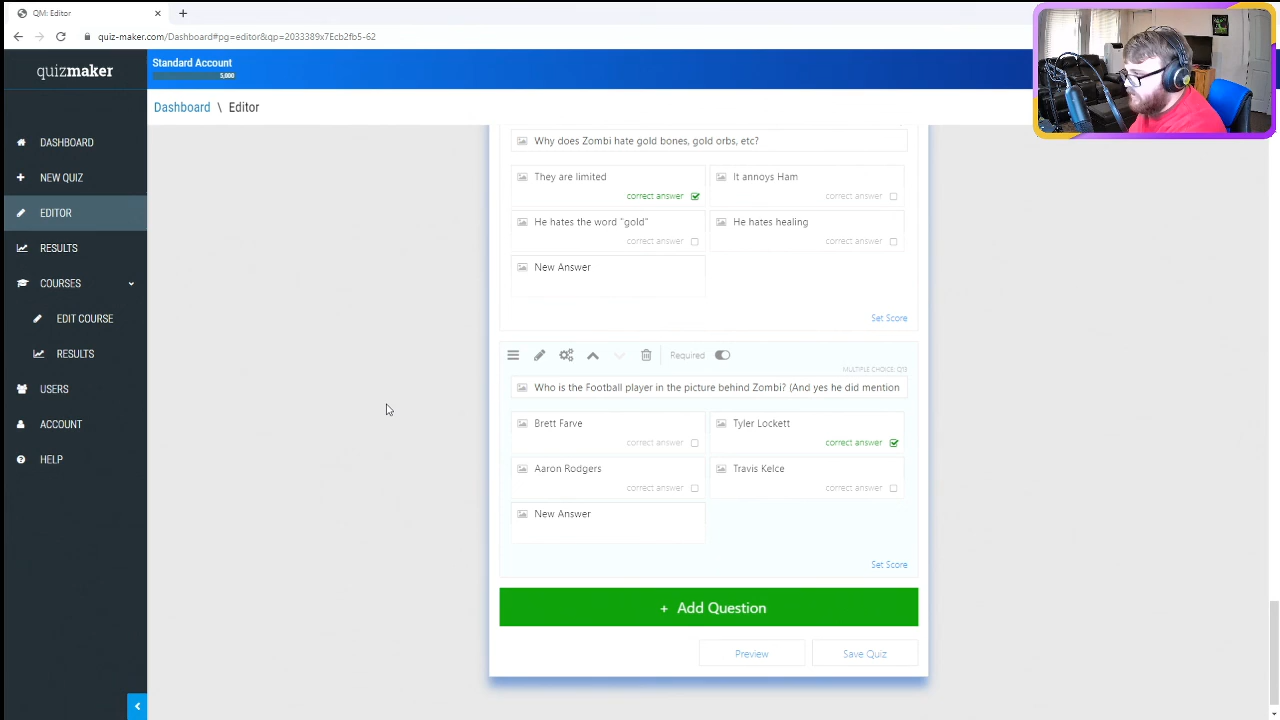 QM: Editor
quiz-maker.com/Dashboard#pg=editor&qp=2033389x7Ecb2fb5-62
quizmaker
Standard Account
5,000
Dashboard \ Editor
DASHBOARD
NEW QUIZ
EDITOR
RESULTS
COURSES
EDIT COURSE
RESULTS
USERS
ACCOUNT
HELP
Why does Zombi hate gold bones, gold orbs, etc?
They are limited
correct answer
It annoys Ham
correct answer
He hates the word "gold"
correct answer
He hates healing
correct answer
New Answer
Set Score
Required
MULTIPLE CHOICE: Q13
Who is the Football player in the picture behind Zombi? (And yes he did mention
Brett Farve
correct answer
Tyler Lockett
correct answer
Aaron Rodgers
correct answer
Travis Kelce
correct answer
New Answer
Set Score
+ Add Question
Preview
Save Quiz